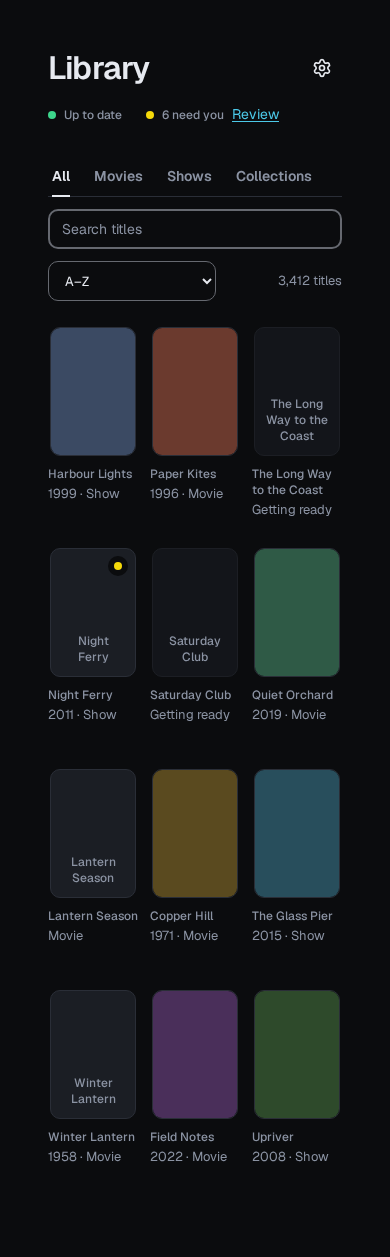 Library
Up to date
6 need you Review
All Movies Shows Collections
Search titles
A–Z
3,412 titles
The Long
Way to the
Coast
Harbour Lights
1999 · Show
Paper Kites
1996 · Movie
The Long Way
to the Coast
Getting ready
Night
Ferry
Saturday
Club
Night Ferry
2011 · Show
Saturday Club
Getting ready
Quiet Orchard
2019 · Movie
Lantern
Season
Lantern Season
Movie
Copper Hill
1971 · Movie
The Glass Pier
2015 · Show
Winter
Lantern
Winter Lantern
1958 · Movie
Field Notes
2022 · Movie
Upriver
2008 · Show